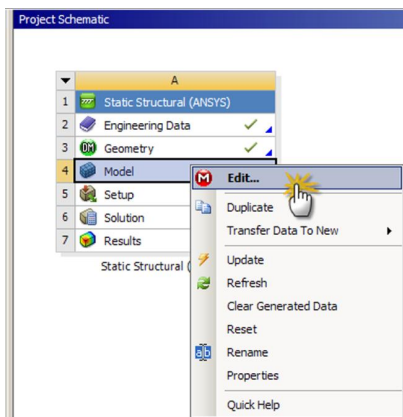 Project Schematic
A
1 Static Structural (ANSYS)
2 Engineering Data
3 Geometry
4 Model
5 Setup
6 Solution
7 Results
Static Structural (
Edit...
Duplicate
Transfer Data To New
Update
Refresh
Clear Generated Data
Reset
Rename
Properties
Quick Help